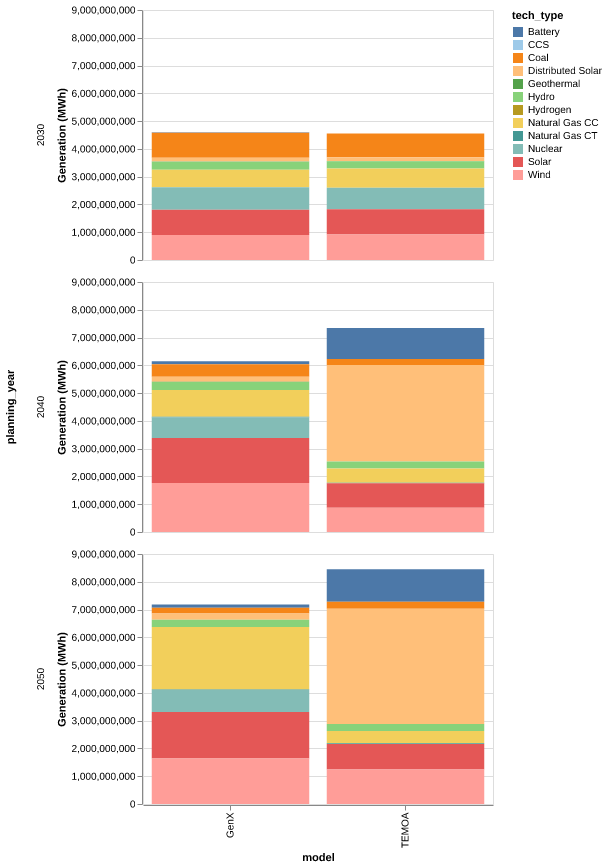 tech_type
Battery
CCS
Coal
Distributed Solar
Geothermal
Hydro
Hydrogen
Natural Gas CC
Natural Gas CT
Nuclear
Solar
Wind
planning_year
2030
Generation (MWh)
9,000,000,000
8,000,000,000
7,000,000,000
6,000,000,000
5,000,000,000
4,000,000,000
3,000,000,000
2,000,000,000
1,000,000,000
0
2040
Generation (MWh)
9,000,000,000
8,000,000,000
7,000,000,000
6,000,000,000
5,000,000,000
4,000,000,000
3,000,000,000
2,000,000,000
1,000,000,000
0
2050
Generation (MWh)
9,000,000,000
8,000,000,000
7,000,000,000
6,000,000,000
5,000,000,000
4,000,000,000
3,000,000,000
2,000,000,000
1,000,000,000
0
GenX
TEMOA
model